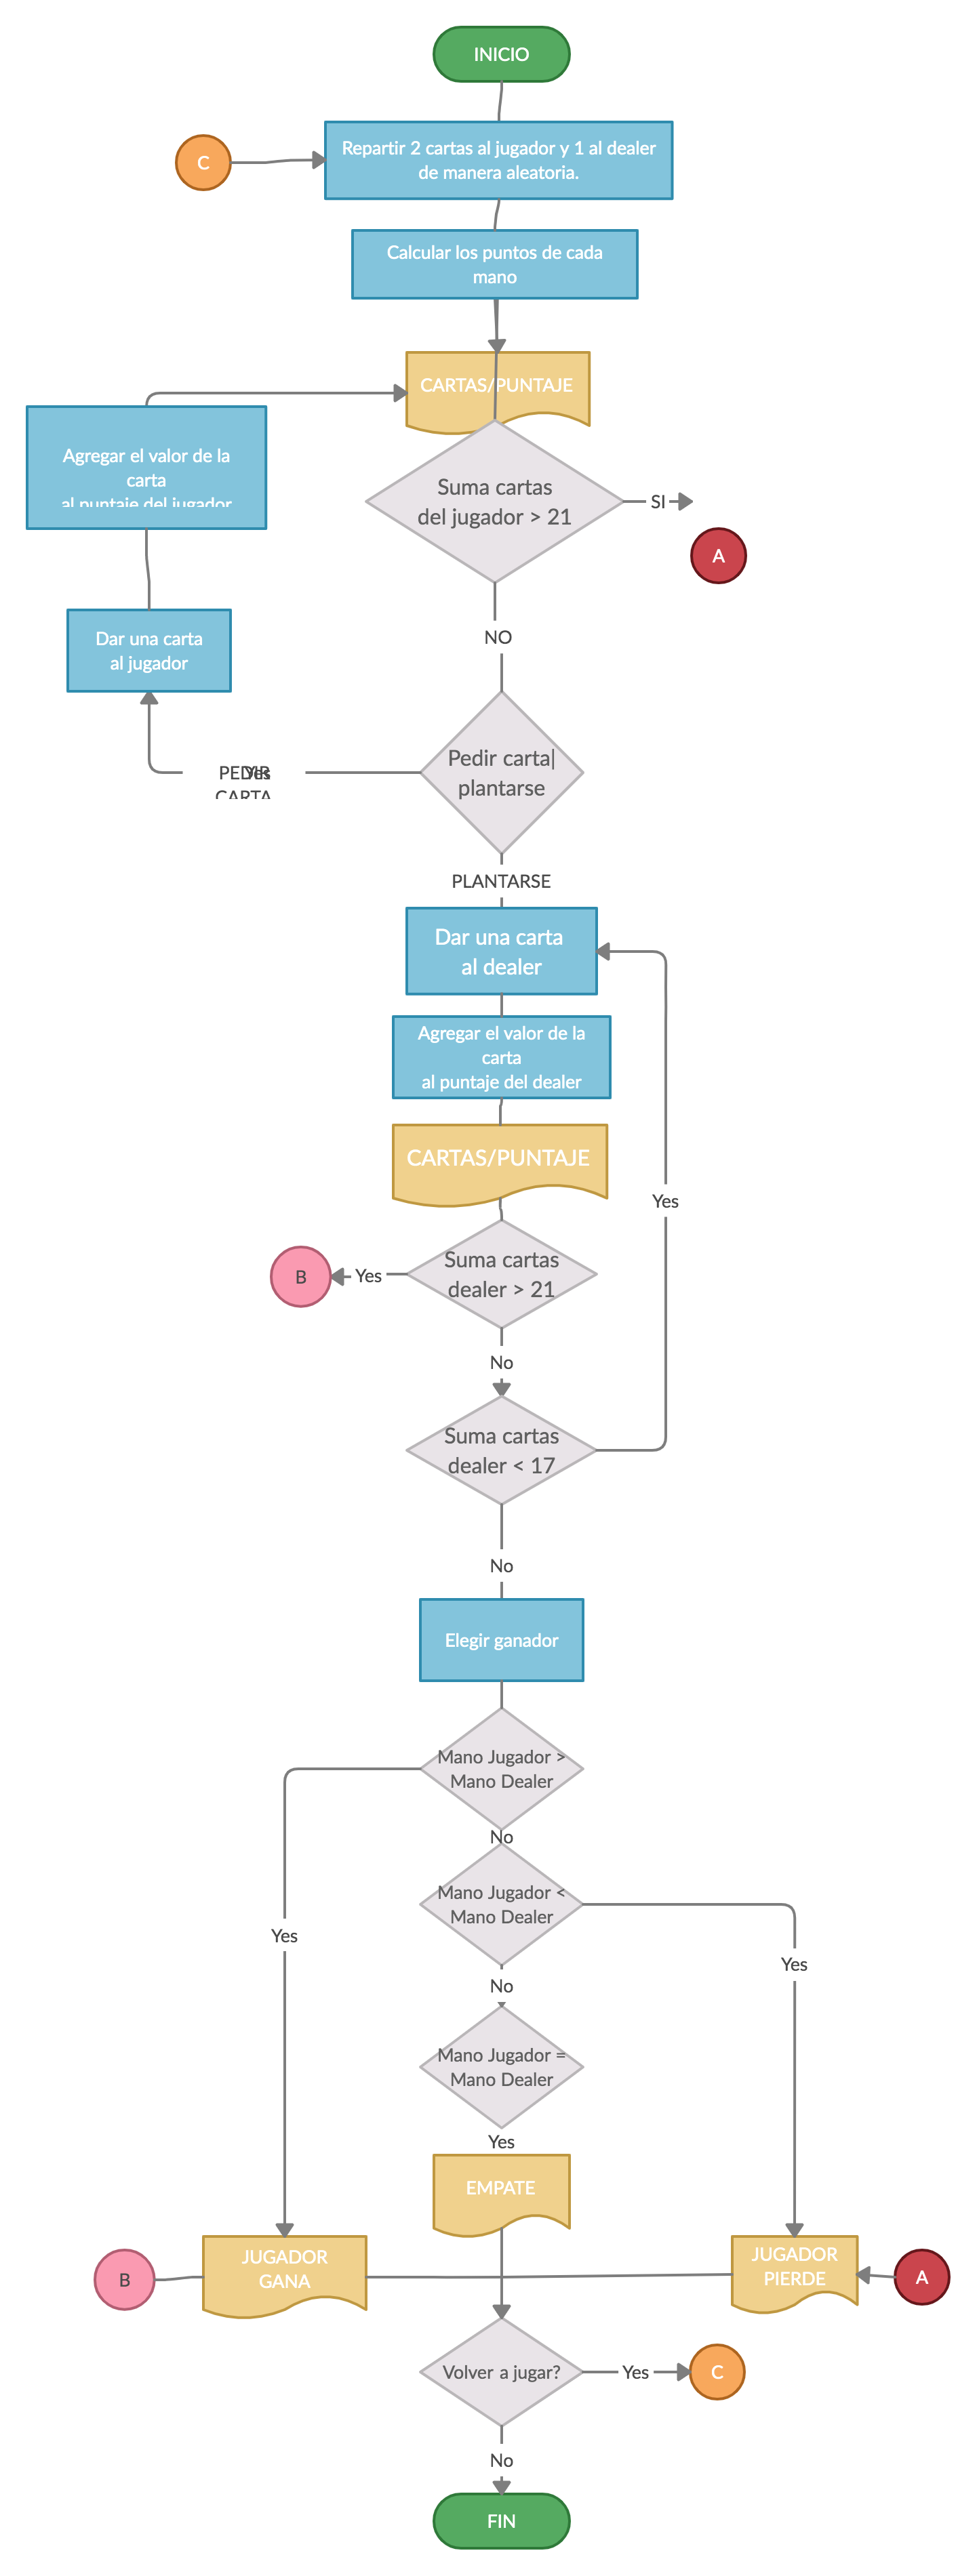 INICIO
C
Repartir 2 cartas al jugador y 1 al dealer
de manera aleatoria.
Calcular los puntos de cada
mano
CARTAS/PUNTAJE
Agregar el valor de la
carta
al puntaje del jugador
Suma cartas
del jugador > 21
SI
A
NO
Dar una carta
al jugador
Pedir carta|
plantarse
PEDIR
CARTA
Yes
PLANTARSE
Dar una carta
al dealer
Agregar el valor de la
carta
al puntaje del dealer
CARTAS/PUNTAJE
Yes
Suma cartas
dealer > 21
Yes
B
No
Suma cartas
dealer < 17
No
Elegir ganador
Mano Jugador >
Mano Dealer
No
Mano Jugador <
Mano Dealer
Yes
Yes
No
Mano Jugador =
Mano Dealer
Yes
EMPATE
B
JUGADOR
GANA
JUGADOR
PIERDE
A
Volver a jugar?
Yes
C
No
FIN